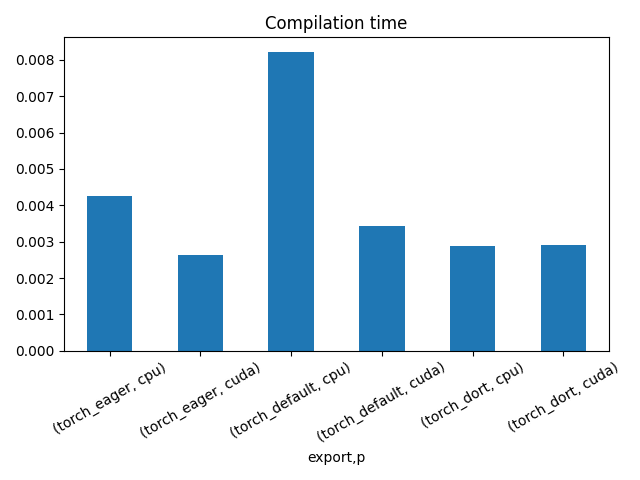 Compilation time
0.008
0.007
0.006
0.005
0.004
0.003
0.002
0.001
0.000
(torch_eager, cpu)
(torch_eager, cuda)
(torch_default, cpu)
(torch_default, cuda)
(torch_dort, cpu)
(torch_dort, cuda)
export,p